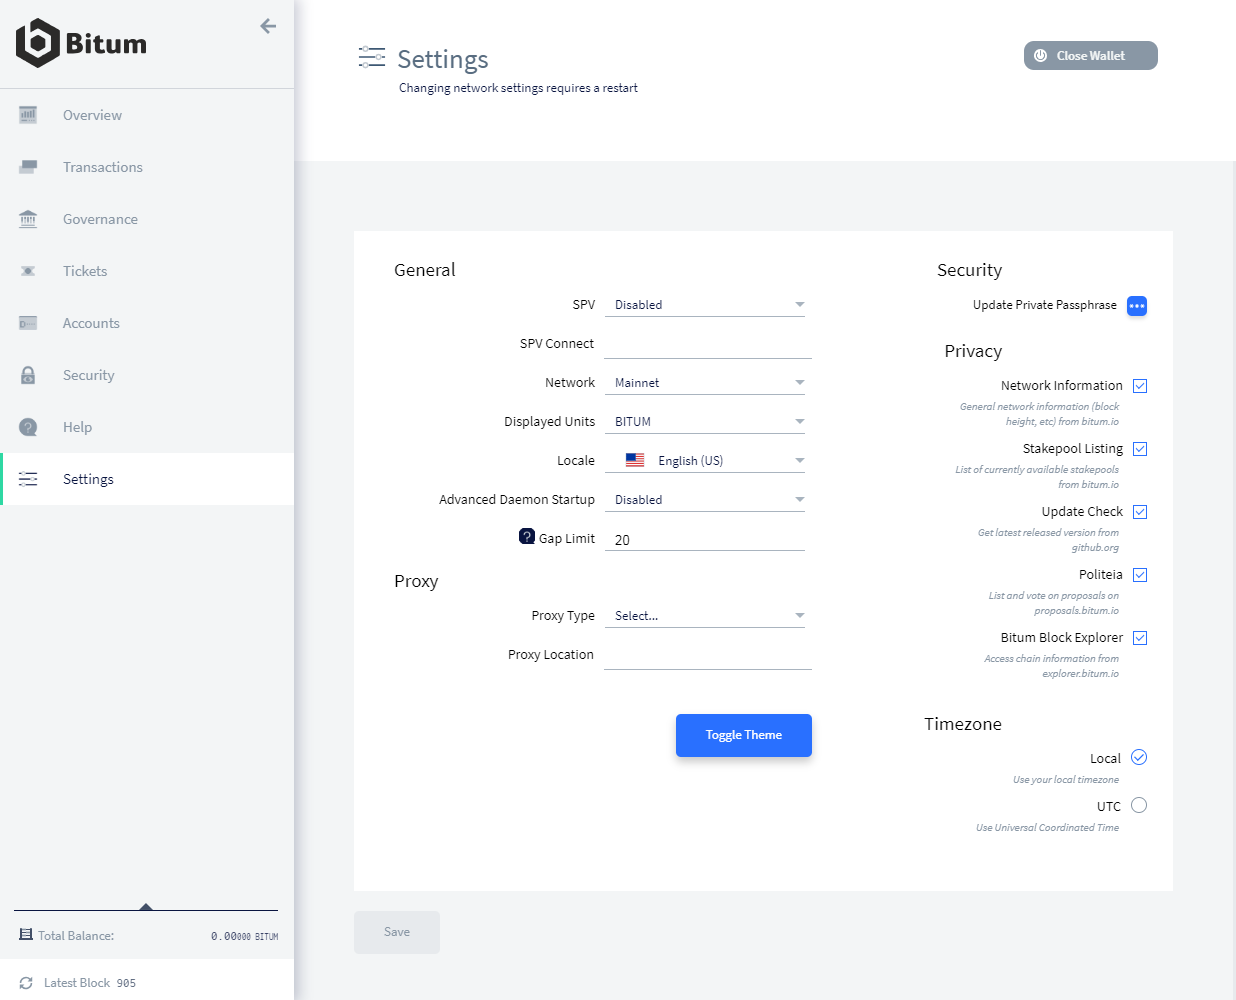 Bitum
Overview
Transactions
Governance
Tickets
Accounts
Security
Help
Settings
Total Balance: 0.00000 BITUM
Latest Block 905
Settings
Changing network settings requires a restart
Close Wallet
General
SPV Disabled
SPV Connect
Network Mainnet
Displayed Units BITUM
Locale English (US)
Advanced Daemon Startup Disabled
? Gap Limit 20
Proxy
Proxy Type Select...
Proxy Location
Toggle Theme
Security
Update Private Passphrase
Privacy
Network Information
General network information (block
height, etc) from bitum.io
Stakepool Listing
List of currently available stakepools
from bitum.io
Update Check
Get latest released version from
github.org
Politeia
List and vote on proposals on
proposals.bitum.io
Bitum Block Explorer
Access chain information from
explorer.bitum.io
Timezone
Local
Use your local timezone
UTC
Use Universal Coordinated Time
Save